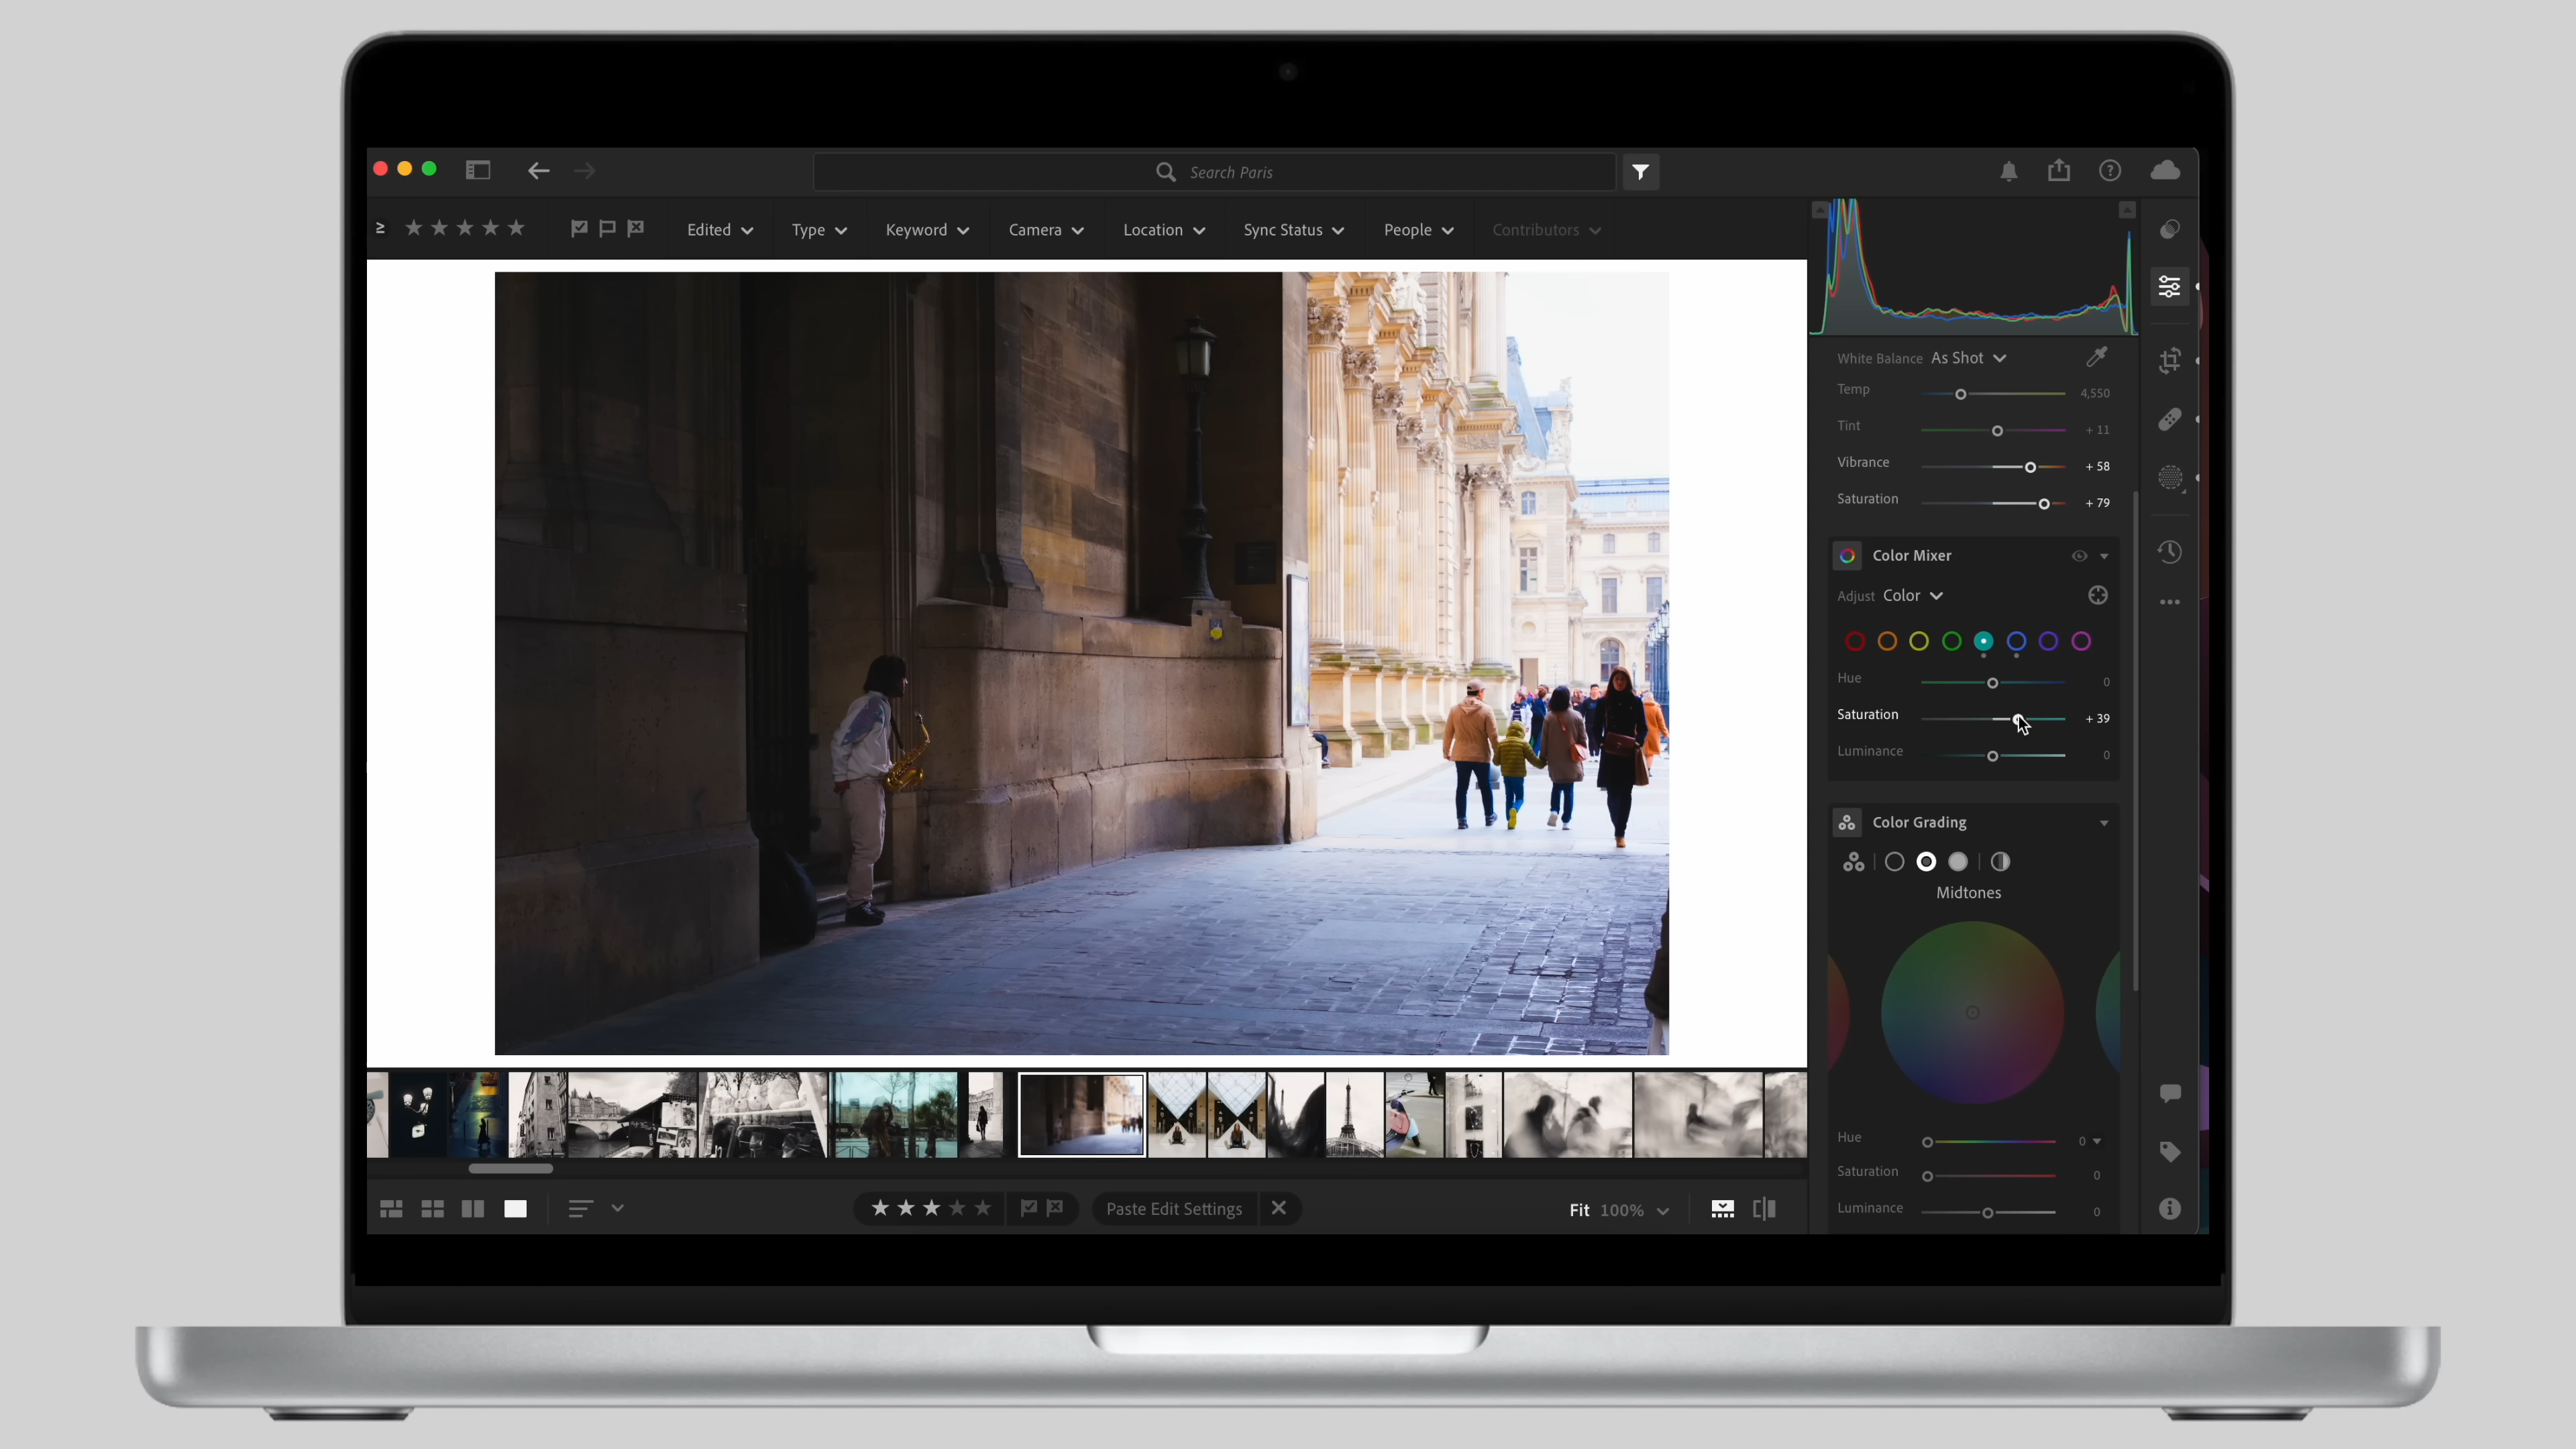 Search Paris
≥
Edited
Type
Keyword
Camera
Location
Sync Status
People
Contributors
White Balance As Shot
Temp 4,550
Tint + 11
Vibrance + 58
Saturation + 79
Color Mixer
Adjust Color
Hue 0
Saturation + 39
Luminance 0
Color Grading
Midtones
Hue 0
Saturation 0
Luminance 0
Paste Edit Settings
Fit 100%